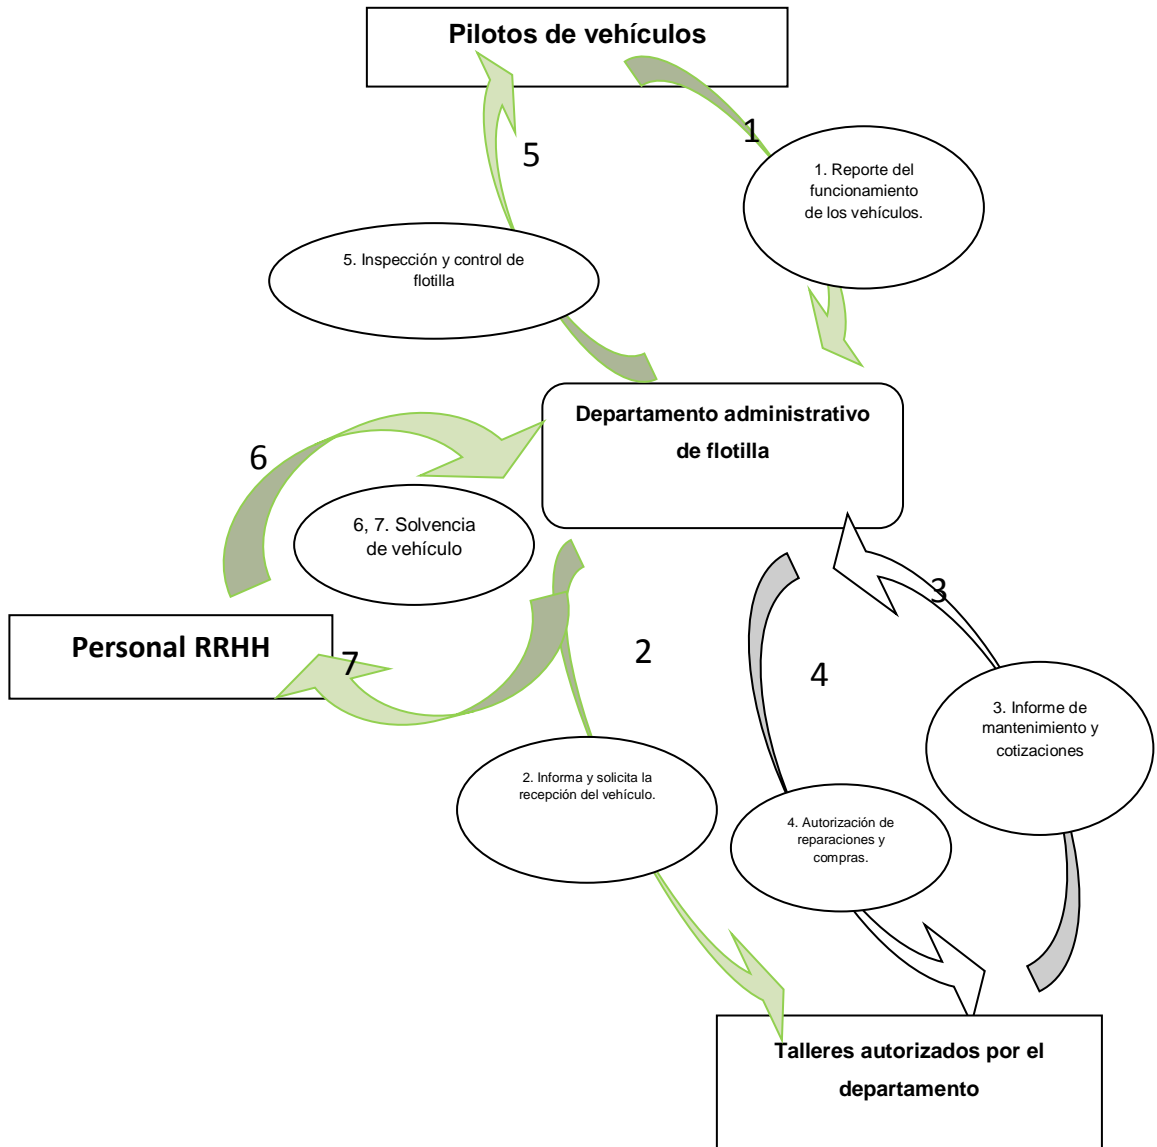 Pilotos de vehículos
1
5
1. Reporte del
funcionamiento
de los vehículos.
5. Inspección y control de
flotilla
Departamento administrativo
de flotilla
6
6, 7. Solvencia
de vehículo
3
Personal RRHH
7
2
4
3. Informe de
mantenimiento y
cotizaciones
2. Informa y solicita la
recepción del vehículo.
4. Autorización de
reparaciones y
compras.
Talleres autorizados por el
departamento